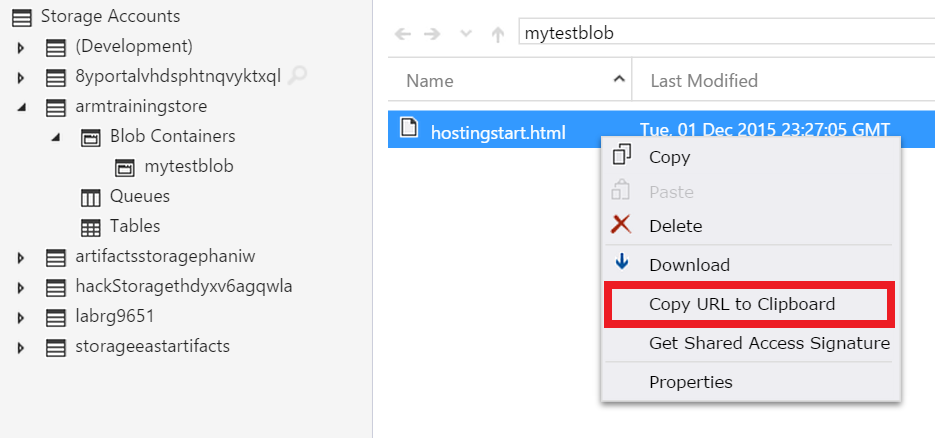 Storage Accounts
(Development)
8yportalvhdsphtnqvyktxql
armtrainingstore
Blob Containers
mytestblob
Queues
Tables
artifactsstoragephaniw
hackStoragethdyxv6agqwla
labrg9651
storageeastartifacts
mytestblob
Name Last Modified
hostingstart.html Tue, 01 Dec 2015 23:27:05 GMT
Copy
Paste
Delete
Download
Copy URL to Clipboard
Get Shared Access Signature
Properties